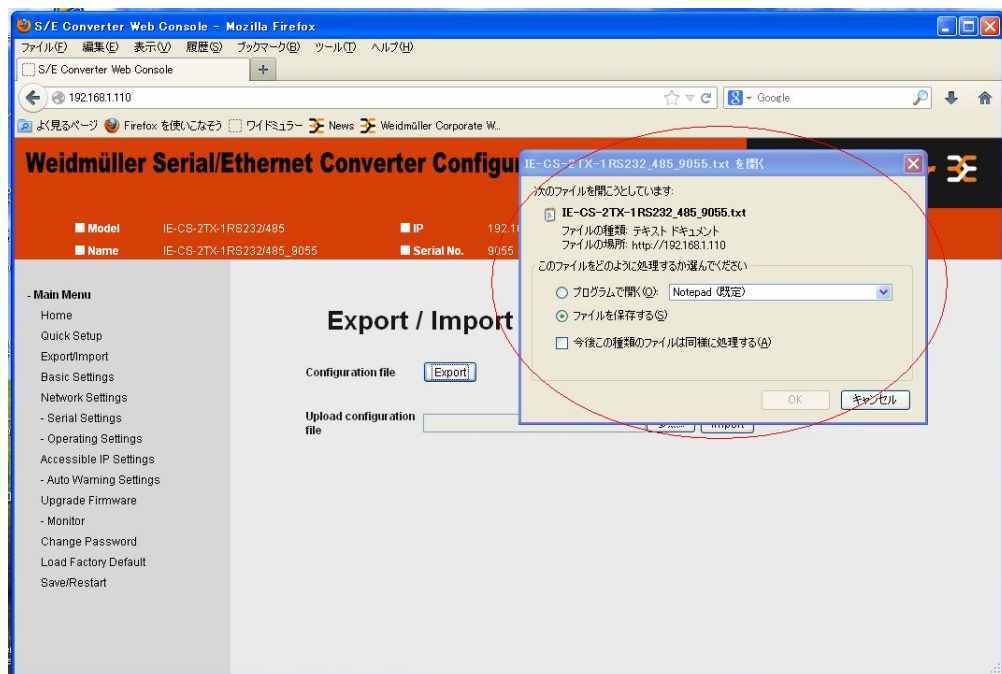 S/E Converter Web Console - Mozilla Firefox
ファイル(F) 編集(E) 表示(V) 履歴(S) ブックマーク(B) ツール(T) ヘルプ(H)
S/E Converter Web Console
192.168.1.110
Google
よく見るページ Firefox を使いこなそう ワイドミュラー News Weidmüller Corporate W...
Weidmüller Serial/Ethernet Converter Configu
Model IE-CS-2TX-1RS232/485 IP 192.16
Name IE-CS-2TX-1RS232/485_9055 Serial No. 9055
IE-CS-2TX-1RS232_485_9055.txt を開く
次のファイルを開こうとしています:
IE-CS-2TX-1RS232_485_9055.txt
ファイルの種類: テキスト ドキュメント
ファイルの場所: http://192.168.1.110
このファイルをどのように処理するか選んでください
プログラムで開く(O): Notepad (既定)
ファイルを保存する(S)
今後この種類のファイルは同様に処理する(A)
OK キャンセル
- Main Menu
Home
Quick Setup
Export/Import
Basic Settings
Network Settings
- Serial Settings
- Operating Settings
Accessible IP Settings
- Auto Warning Settings
Upgrade Firmware
- Monitor
Change Password
Load Factory Default
Save/Restart
Export / Import
Configuration file Export
Upload configuration
file
Import